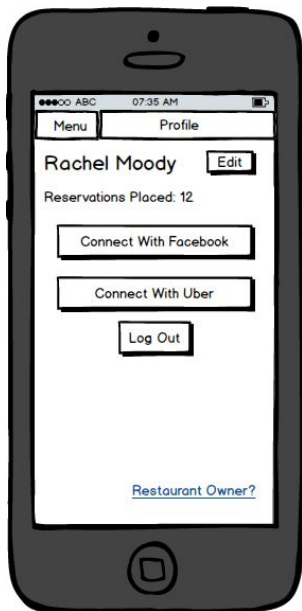 ABC 07:35 AM
Menu Profile
Rachel Moody Edit
Reservations Placed: 12
Connect With Facebook
Connect With Uber
Log Out
Restaurant Owner?